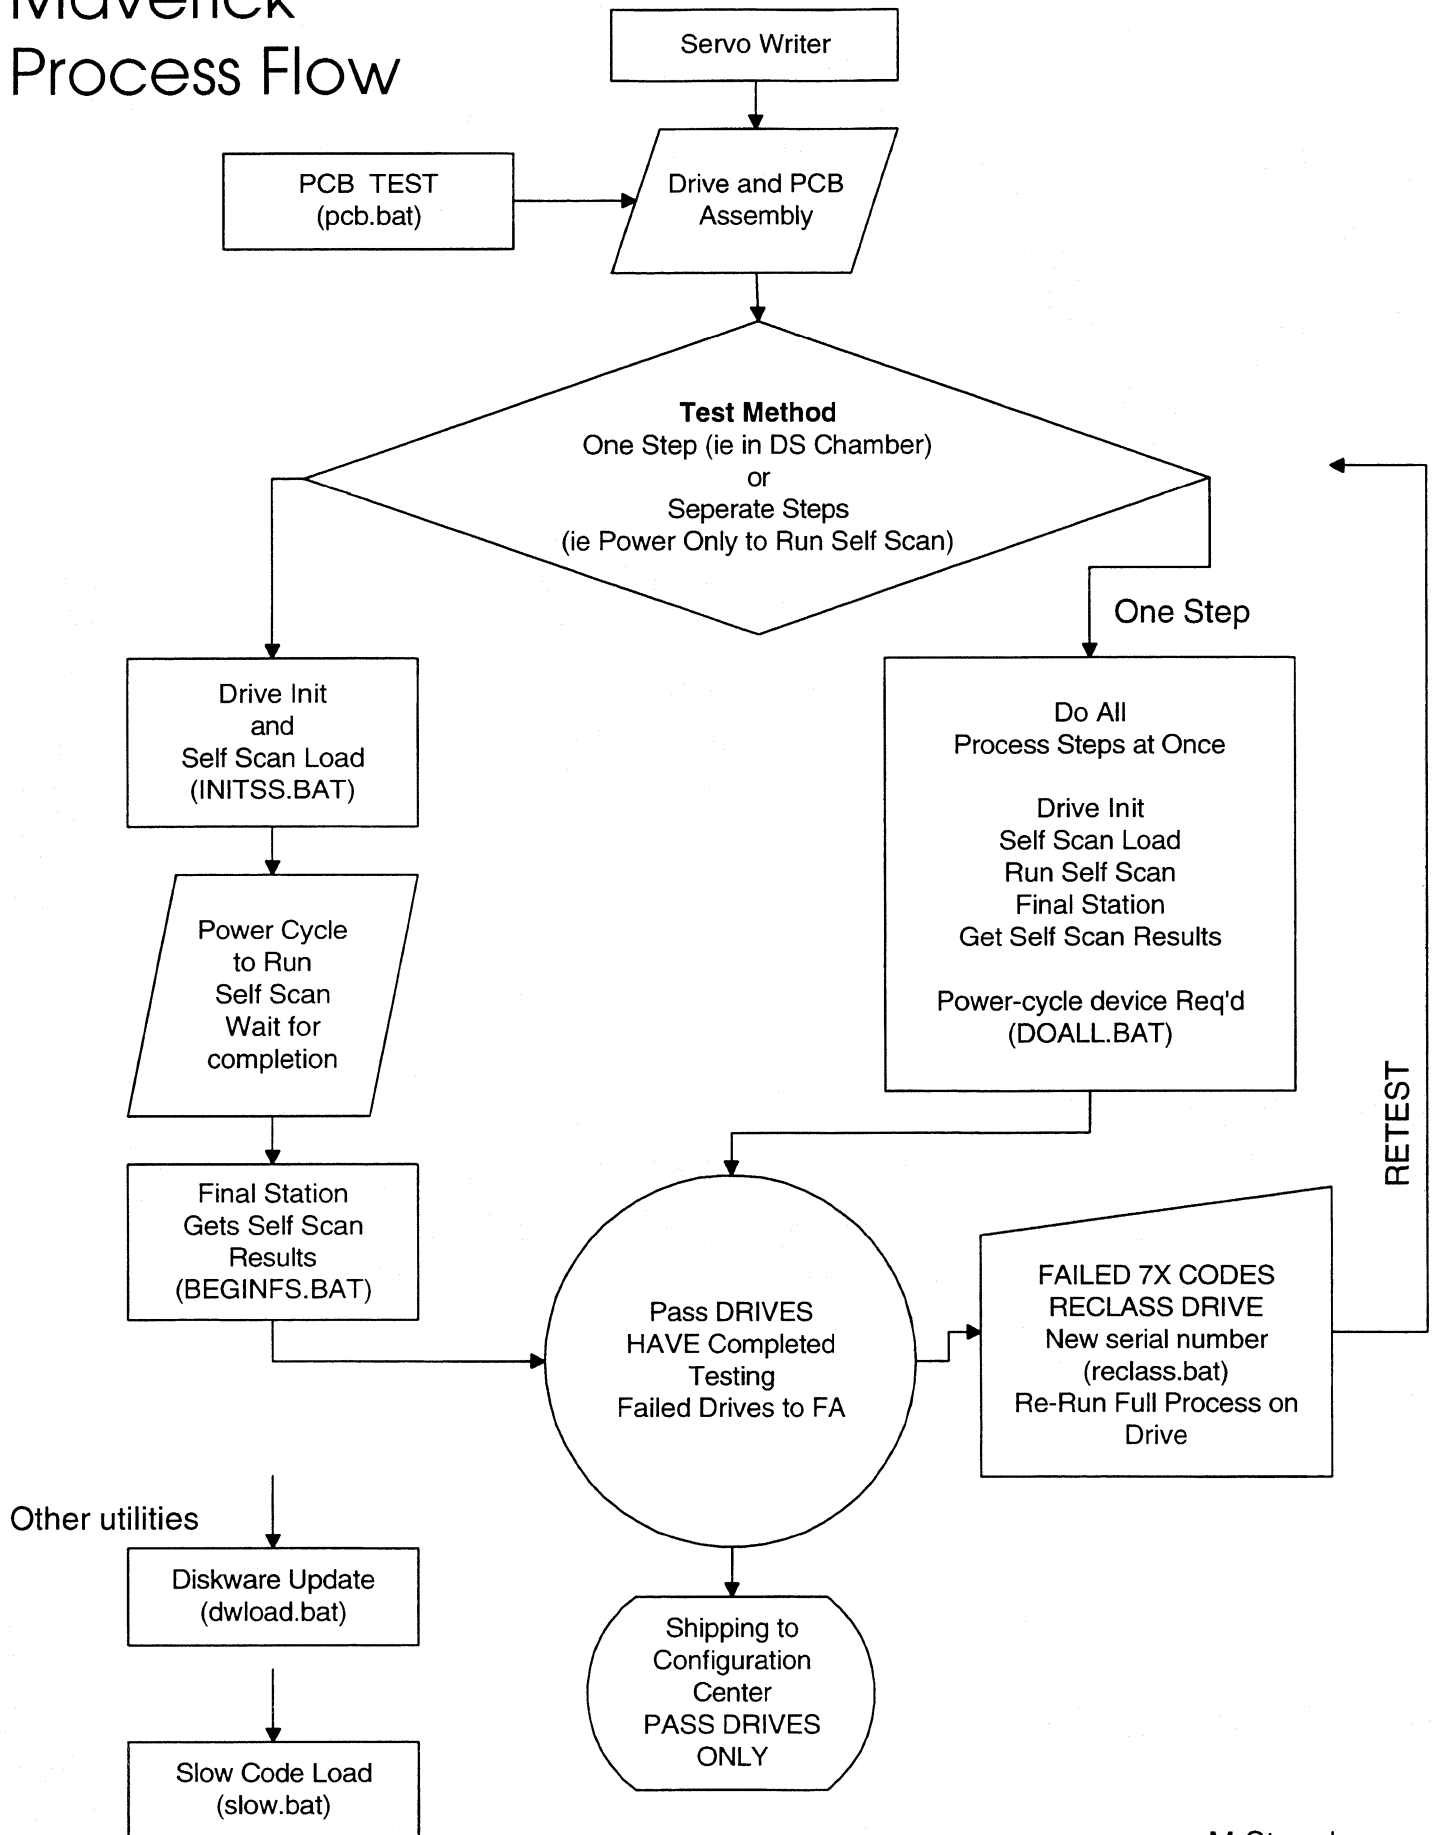 Maverick
Process Flow
Servo Writer
PCB TEST
(pcb.bat)
Drive and PCB
Assembly
Test Method
One Step (ie in DS Chamber)
or
Seperate Steps
(ie Power Only to Run Self Scan)
One Step
Drive Init
and
Self Scan Load
(INITSS.BAT)
Do All
Process Steps at Once
Drive Init
Self Scan Load
Run Self Scan
Final Station
Get Self Scan Results
Power-cycle device Req'd
(DOALL.BAT)
Power Cycle
to Run
Self Scan
Wait for
completion
RETEST
Final Station
Gets Self Scan
Results
(BEGINFS.BAT)
Pass DRIVES
HAVE Completed
Testing
Failed Drives to FA
FAILED 7X CODES
RECLASS DRIVE
New serial number
(reclass.bat)
Re-Run Full Process on
Drive
Other utilities
Diskware Update
(dwload.bat)
Shipping to
Configuration
Center
PASS DRIVES
ONLY
Slow Code Load
(slow.bat)